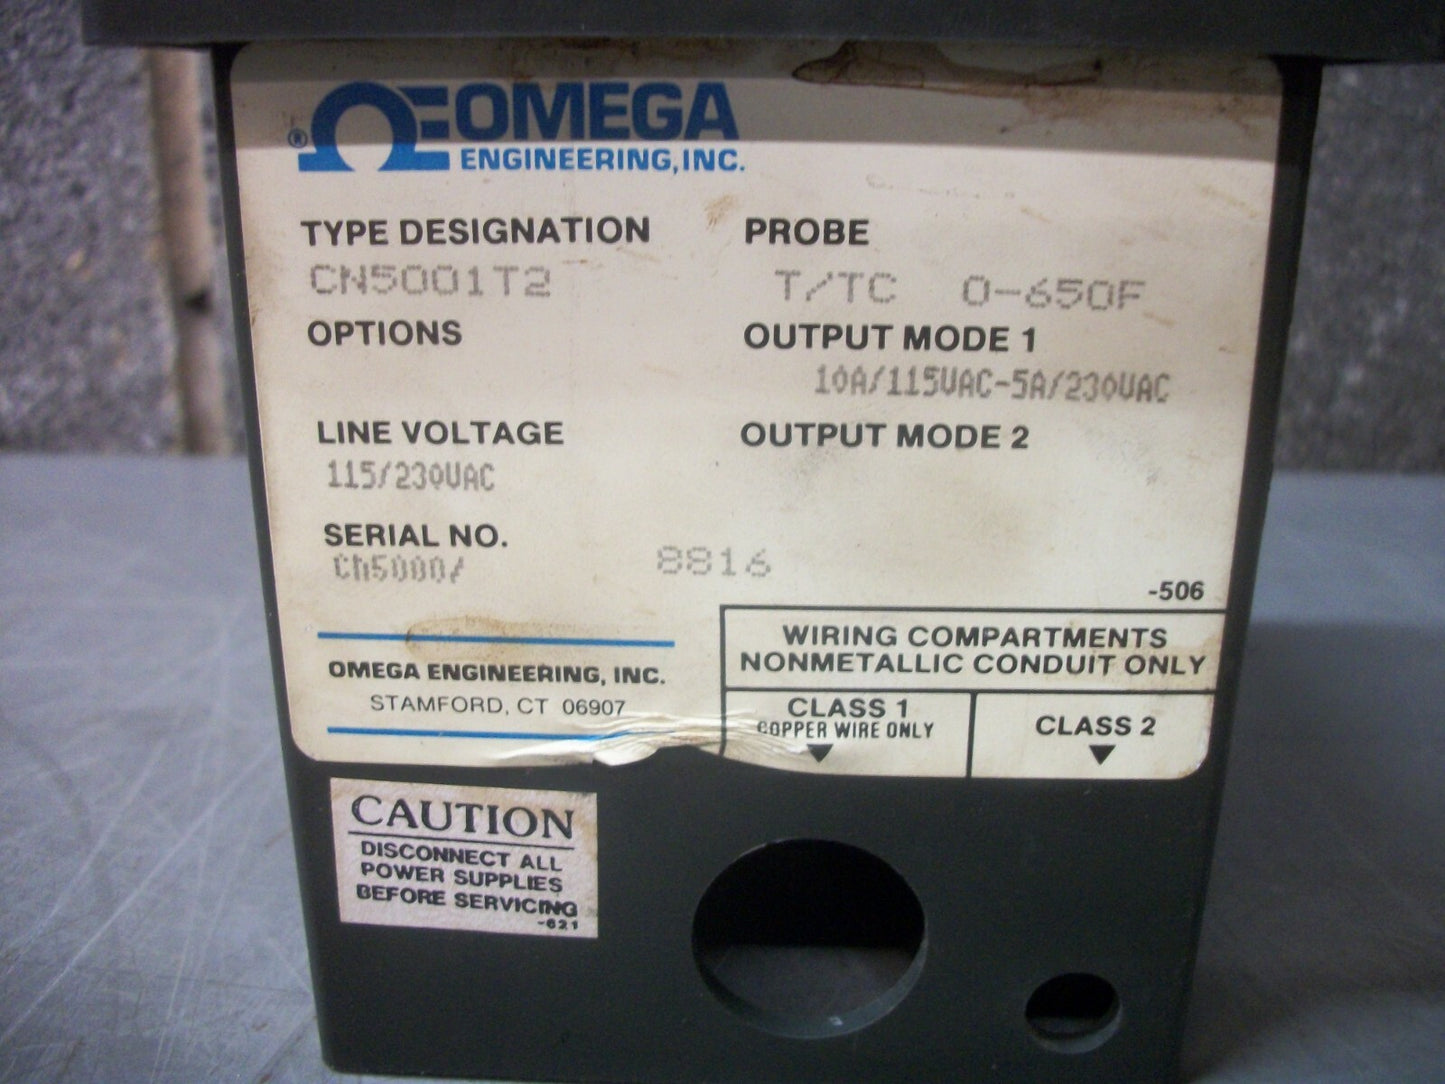 ® OMEGA
ENGINEERING, INC.
TYPE DESIGNATION
CN5001T2
OPTIONS
LINE VOLTAGE
115/230VAC
SERIAL NO.
8816
PROBE
T/TC 0-650F
OUTPUT MODE 1
10A/115VAC-5A/230VAC
OUTPUT MODE 2
-506
OMEGA ENGINEERING, INC.
STAMFORD, CT 06907
WIRING COMPARTMENTS
NONMETALLIC CONDUIT ONLY
CLASS 1
COPPER WIRE ONLY
CLASS 2
CAUTION
DISCONNECT ALL
POWER SUPPLIES
BEFORE SERVICING
-621